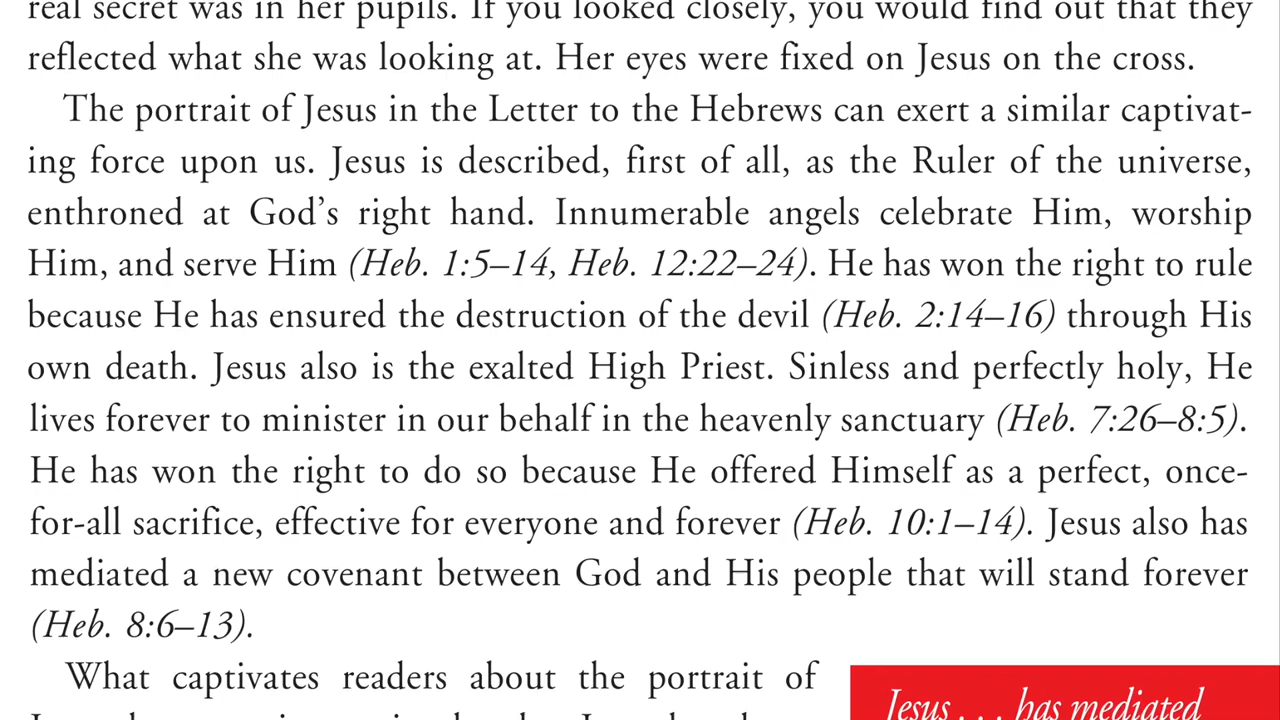 real secret was in her pupils. If you looked closely, you would find out that they
reflected what she was looking at. Her eyes were fixed on Jesus on the cross.
The portrait of Jesus in the Letter to the Hebrews can exert a similar captivat-
ing force upon us. Jesus is described, first of all, as the Ruler of the universe,
enthroned at God’s right hand. Innumerable angels celebrate Him, worship
Him, and serve Him (Heb. 1:5–14, Heb. 12:22–24). He has won the right to rule
because He has ensured the destruction of the devil (Heb. 2:14–16) through His
own death. Jesus also is the exalted High Priest. Sinless and perfectly holy, He
lives forever to minister in our behalf in the heavenly sanctuary (Heb. 7:26–8:5).
He has won the right to do so because He offered Himself as a perfect, once-
for-all sacrifice, effective for everyone and forever (Heb. 10:1–14). Jesus also has
mediated a new covenant between God and His people that will stand forever
(Heb. 8:6–13).
What captivates readers about the portrait of
Jesus . . . has mediated